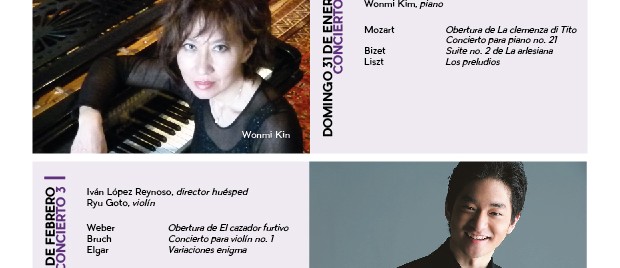 Wonmi Kim, piano
Mozart Obertura de La clemenza di Tito
Concierto para piano no. 21
Bizet Suite no. 2 de La arlesiana
Liszt Los preludios
DOMINGO 31 DE ENER
CONCIERTO
Wonmi Kin
DE FEBRERO
CONCIERTO 3
Iván López Reynoso, director huésped
Ryu Goto, violín
Weber Obertura de El cazador furtivo
Bruch Concierto para violín no. 1
Elgar Variaciones enigma